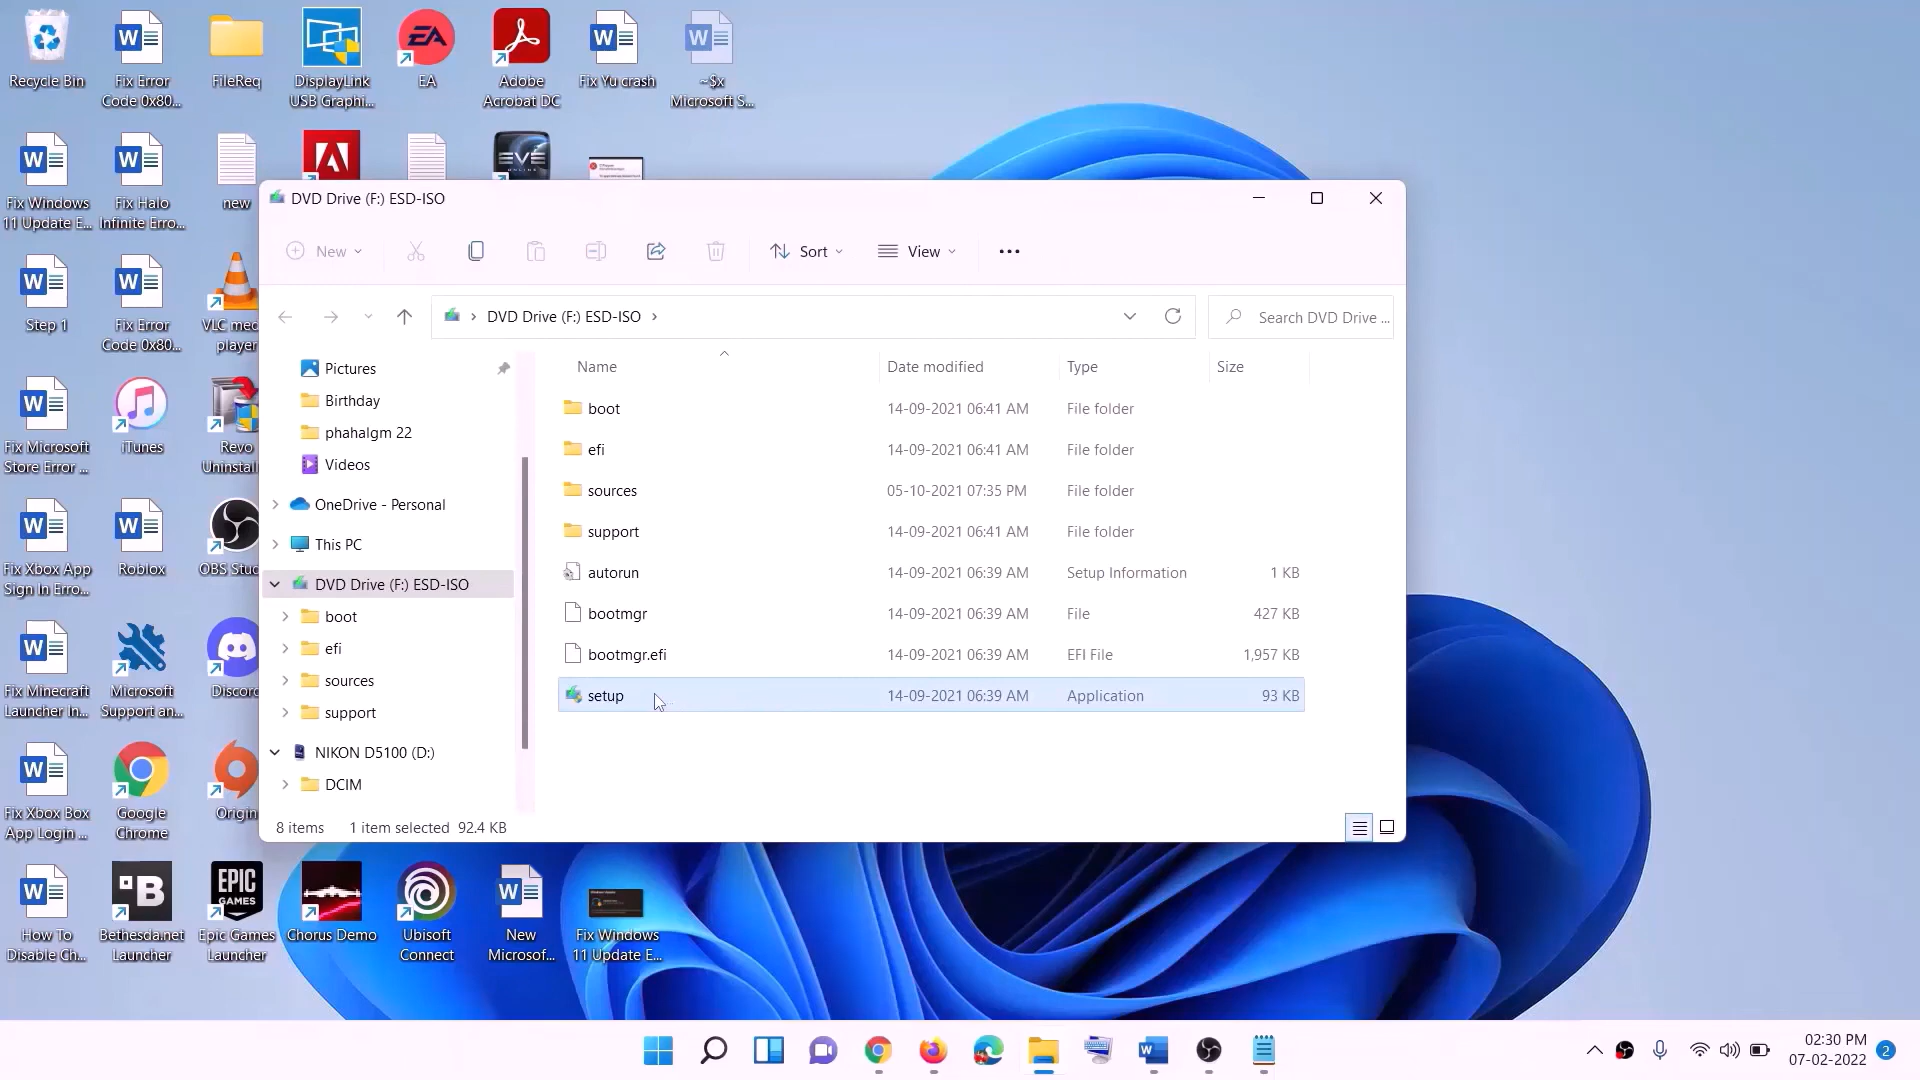 Recycle Bin
Fix Error
Code 0x80...
FileReq
DisplayLink
USB Graphi...
EA
Adobe
Acrobat DC
Fix Yu crash
~$x
Microsoft S...
Fix Windows
11 Update E...
Fix Halo
Infinite Erro...
new
EVE
ONLINE
Step 1
Fix Error
Code 0x80...
VLC med
player
Fix Microsoft
Store Error ...
iTunes
Revo
Uninstall
Fix Xbox App
Sign In Erro...
Roblox
OBS Stud
Fix Minecraft
Launcher In...
Microsoft
Support an...
Discord
Fix Xbox Box
App Login ...
Google
Chrome
Origin
How To
Disable Ch...
Bethesda.net
Launcher
EPIC
GAMES
Epic Games
Launcher
Chorus Demo
Ubisoft
Connect
New
Microsof...
Fix Windows
11 Update E...
DVD Drive (F:) ESD-ISO
New
Sort
View
DVD Drive (F:) ESD-ISO
Search DVD Drive ...
Pictures
Birthday
phahalgm 22
Videos
OneDrive - Personal
This PC
DVD Drive (F:) ESD-ISO
boot
efi
sources
support
NIKON D5100 (D:)
DCIM
Name Date modified Type Size
boot 14-09-2021 06:41 AM File folder
efi 14-09-2021 06:41 AM File folder
sources 05-10-2021 07:35 PM File folder
support 14-09-2021 06:41 AM File folder
autorun 14-09-2021 06:39 AM Setup Information 1 KB
bootmgr 14-09-2021 06:39 AM File 427 KB
bootmgr.efi 14-09-2021 06:39 AM EFI File 1,957 KB
setup 14-09-2021 06:39 AM Application 93 KB
8 items 1 item selected 92.4 KB
02:30 PM
07-02-2022
2